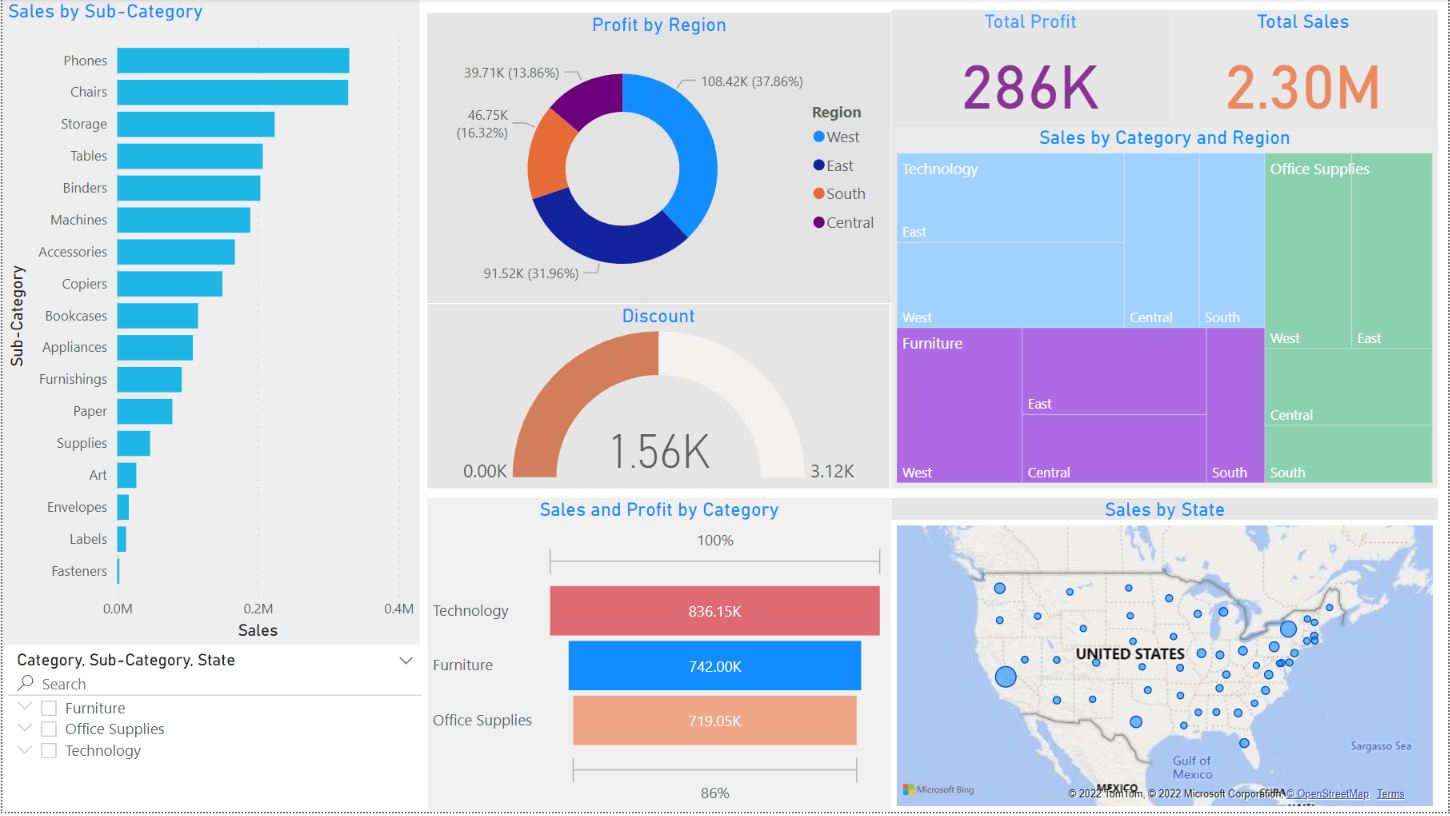 Sales by Sub-Category
Phones
Chairs
Storage
Tables
Binders
Machines
Accessories
Copiers
Bookcases
Appliances
Furnishings
Paper
Supplies
Art
Envelopes
Labels
Fasteners
Sub-Category
0.0M 0.2M 0.4M
Sales
Category, Sub-Category, State
Search
Furniture
Office Supplies
Technology
Profit by Region
39.71K (13.86%)
108.42K (37.86%)
46.75K
(16.32%)
91.52K (31.96%)
Region
West
East
South
Central
Discount
1.56K
0.00K
3.12K
Sales and Profit by Category
100%
Technology
836.15K
Furniture
742.00K
Office Supplies
719.05K
86%
Total Profit
286K
Total Sales
2.30M
Sales by Category and Region
Technology
East
West
Central
South
Furniture
West
East
Central
South
Office Supplies
West
East
Central
South
Sales by State
UNITED STATES
Sargasso Sea
Gulf of
Mexico
MEXICO
CUBA
HAITI
Microsoft Bing
© 2022 TomTom, © 2022 Microsoft Corporation, © OpenStreetMap Terms